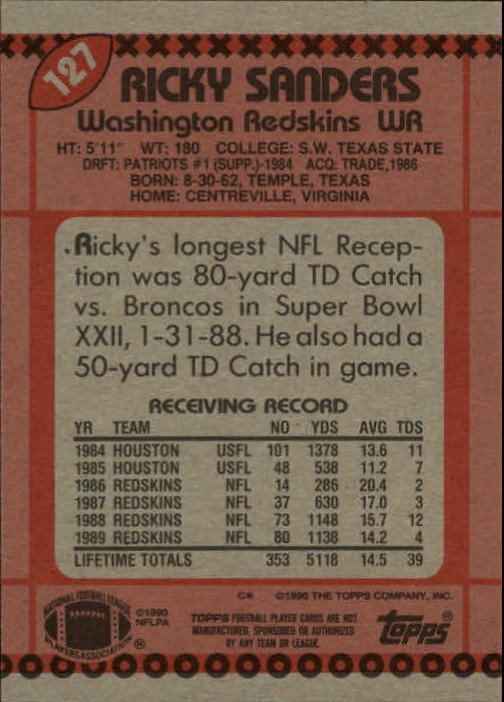 127
RICKY SANDERS
Washington Redskins WR
HT: 5'11" WT: 180 COLLEGE: S.W. TEXAS STATE
DRFT: PATRIOTS #1 (SUPP.)-1984 ACQ: TRADE, 1986
BORN: 8-30-62, TEMPLE, TEXAS
HOME: CENTREVILLE, VIRGINIA
Ricky's longest NFL Recep-
tion was 80-yard TD Catch
vs. Broncos in Super Bowl
XXII, 1-31-88. He also had a
50-yard TD Catch in game.
RECEIVING RECORD
YR TEAM NO YDS AVG TDS
1984 HOUSTON USFL 101 1378 13.6 11
1985 HOUSTON USFL 48 538 11.2 7
1986 REDSKINS NFL 14 286 20.4 2
1987 REDSKINS NFL 37 630 17.0 3
1988 REDSKINS NFL 73 1148 15.7 12
1989 REDSKINS NFL 80 1138 14.2 4
LIFETIME TOTALS 353 5118 14.5 39
C* ©1990 THE TOPPS COMPANY, INC.
NATIONAL FOOTBALL LEAGUE
PLAYERS ASSOCIATION ®
©1990
NFLPA
TOPPS FOOTBALL PLAYER CARDS ARE NOT
MANUFACTURED, SPONSORED OR AUTHORIZED
BY ANY TEAM OR LEAGUE.
topps®